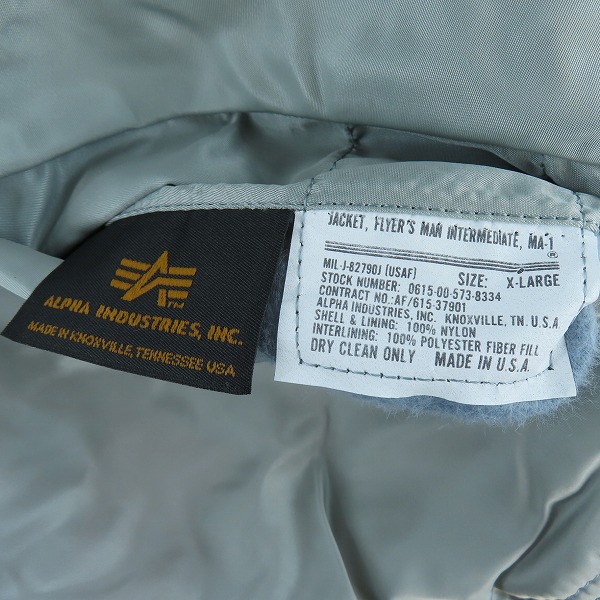 TM
ALPHA INDUSTRIES, INC.
MADE IN KNOXVILLE, TENNESSEE USA
JACKET, FLYER'S MAN INTERMEDIATE, MA-1
®
MIL-J-8279OJ (USAF) SIZE: X-LARGE
STOCK NUMBER: 0615-00-573-8334
CONTRACT NO.: AF/615-37901
ALPHA INDUSTRIES, INC. KNOXVILLE, TN. U.S.A
SHELL & LINING: 100% NYLON
INTERLINING: 100% POLYESTER FIBER FILL
DRY CLEAN ONLY MADE IN U.S.A.